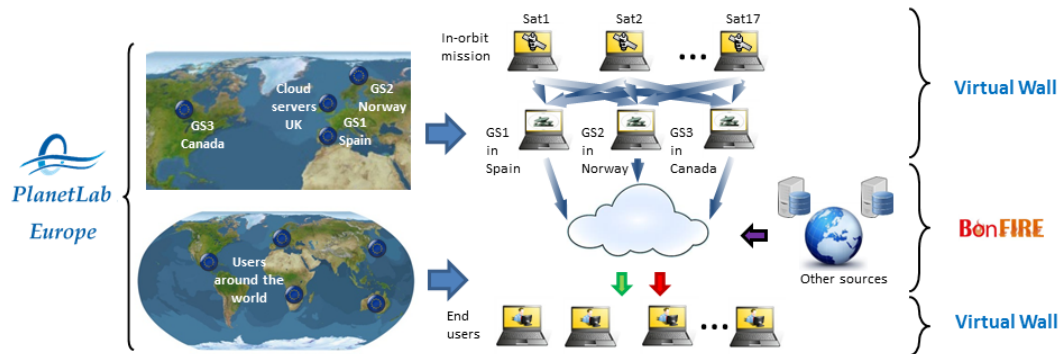 Sat1
Sat2
Sat17
In-orbit
mission
Virtual Wall
GS2
Norway
Cloud
servers
UK
GS3
Canada
GS1
Spain
GS1
in
Spain
GS2
in
Norway
GS3
in
Canada
PlanetLab
Europe
BonFIRE
Other sources
Users
around the
world
End
users
Virtual Wall